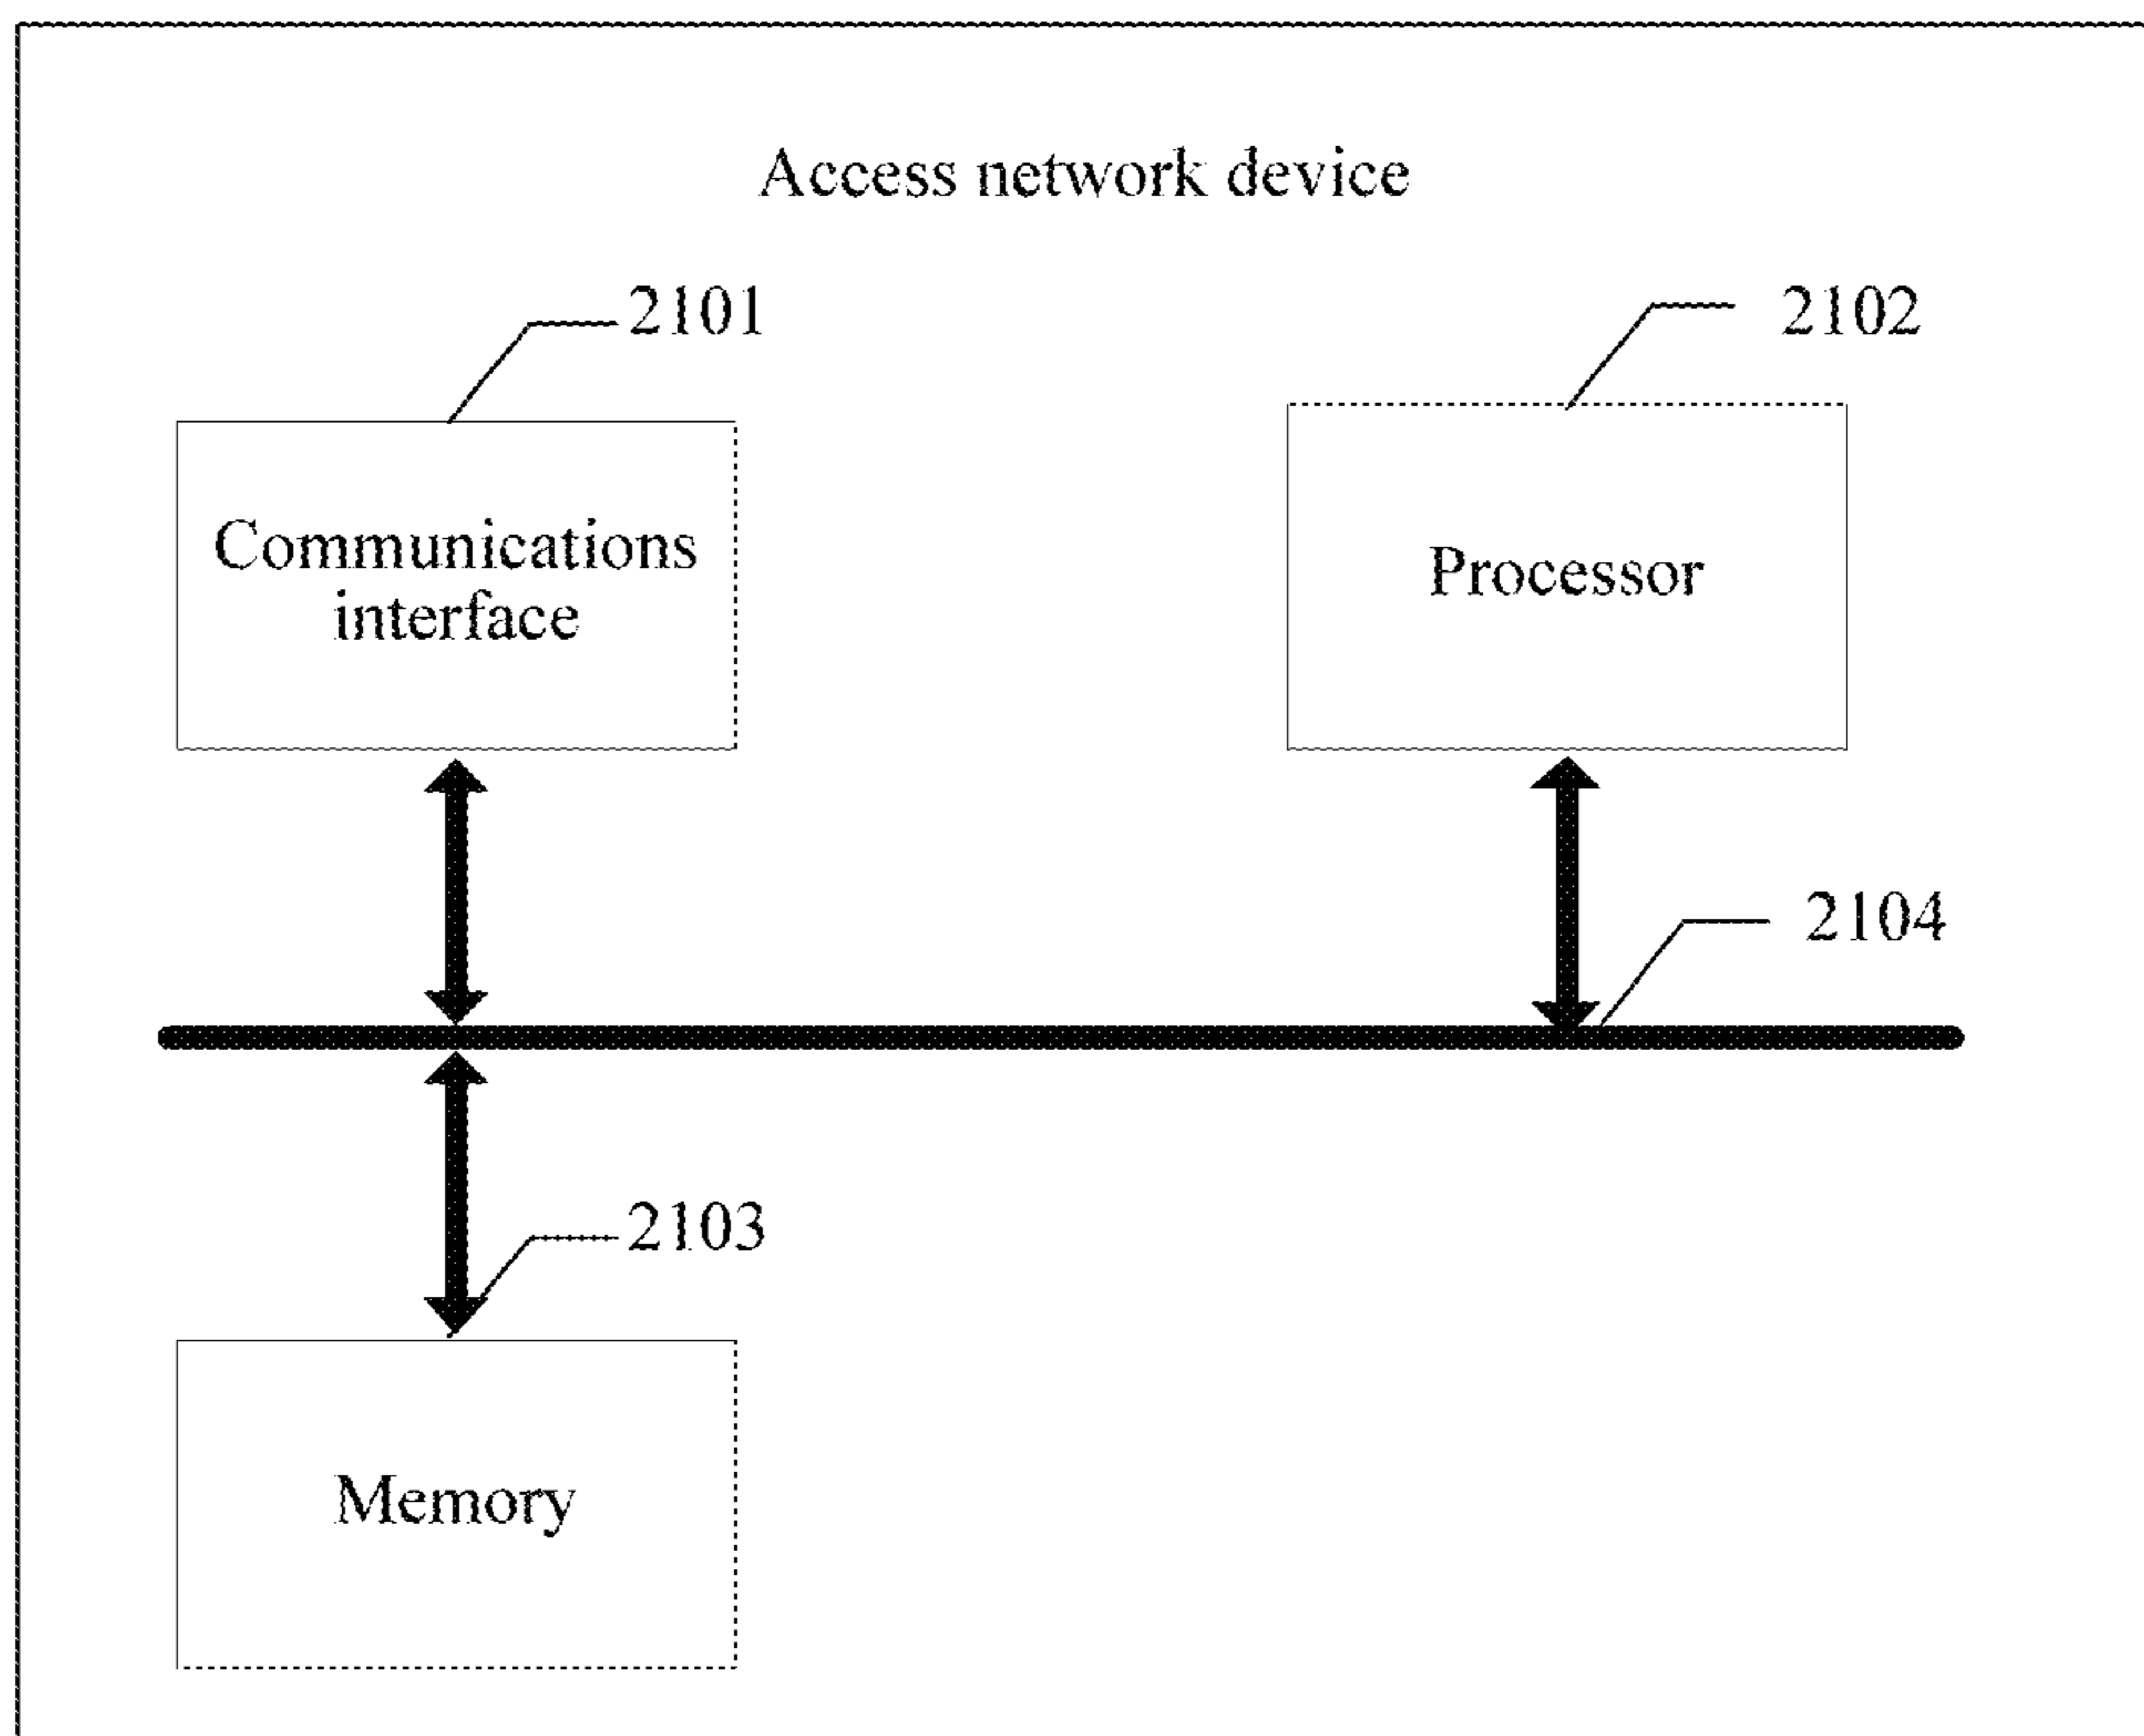 Access network device
2101
2102
Communications
interface
Processor
2104
2103
Memory